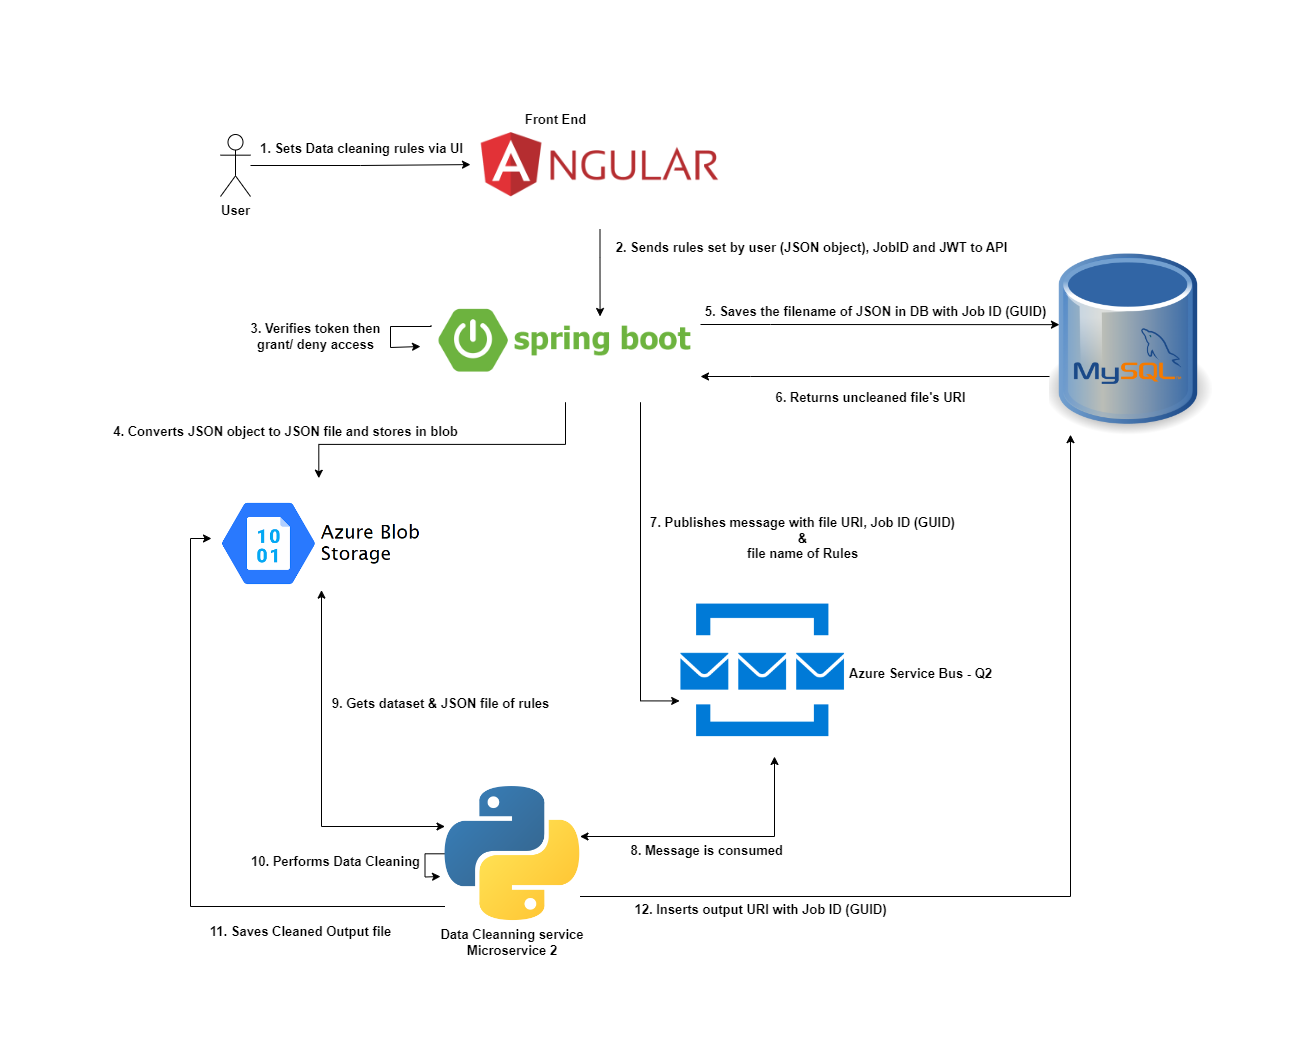 Front End
1. Sets Data cleaning rules via UI
ANGULAR
User
2. Sends rules set by user (JSON object), JobID and JWT to API
5. Saves the filename of JSON in DB with Job ID (GUID)
3. Verifies token then
grant/ deny access
spring boot
MySQL
6. Returns uncleaned file's URI
4. Converts JSON object to JSON file and stores in blob
7. Publishes message with file URI, Job ID (GUID)
&
file name of Rules
10
01
Azure Blob
Storage
Azure Service Bus - Q2
9. Gets dataset & JSON file of rules
8. Message is consumed
10. Performs Data Cleaning
12. Inserts output URI with Job ID (GUID)
11. Saves Cleaned Output file
Data Cleanning service
Microservice 2